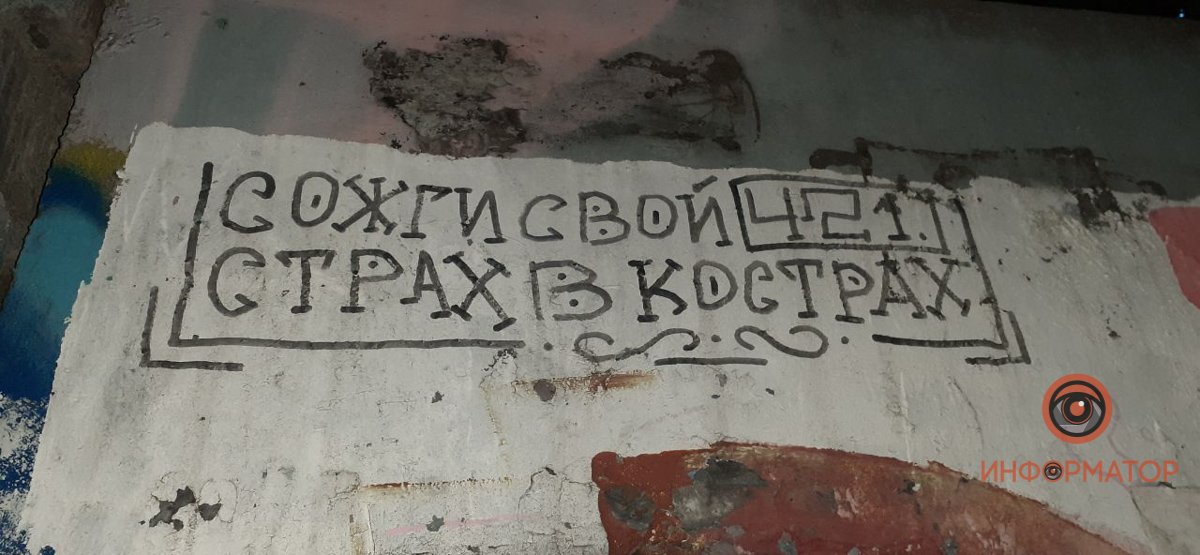 СОЖГИ СВОЙ 421.
СТРАХ В КОСТРАХ
ИНФОРМАТОР